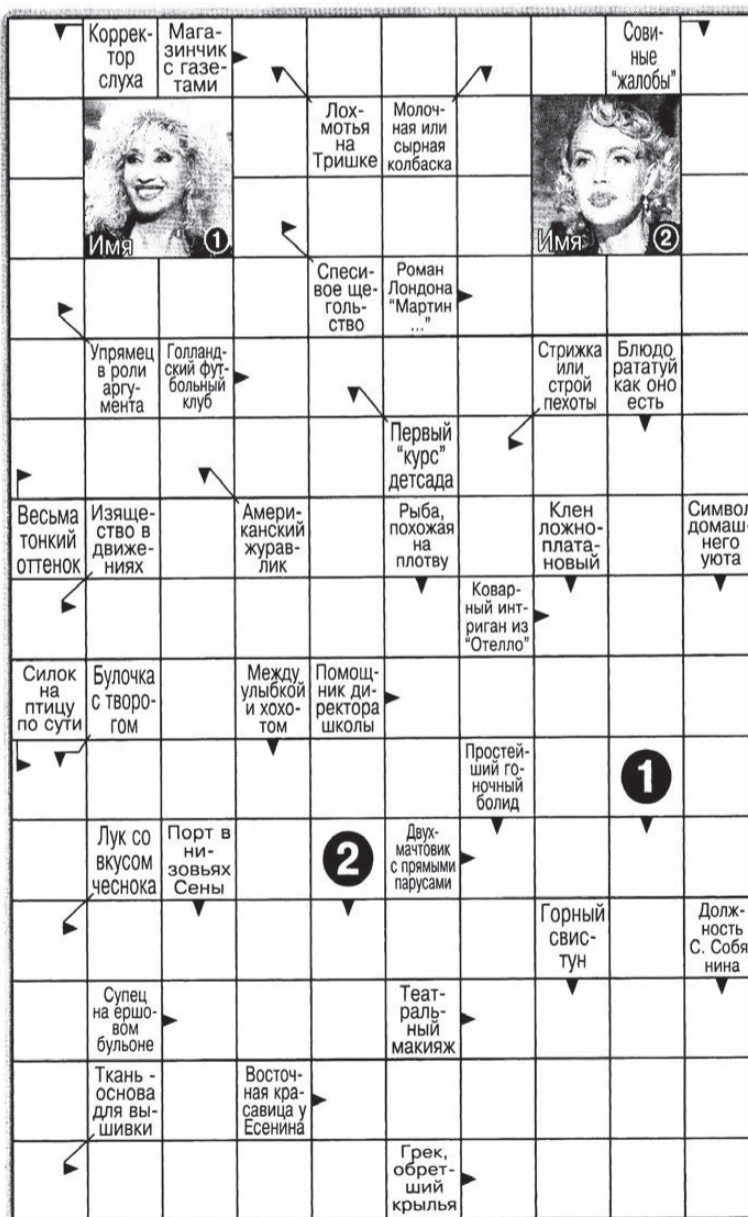 Коррек-
тор
слуха
Мага-
зинчик
с газе-
тами
Сови-
ные
"жалобы"
Лох-
мотья
на
Тришке
Молоч-
ная или
сырная
колбаска
Имя 1
Имя 2
Спеси-
вое ще-
голь-
ство
Роман
Лондона
"Мартин
..."
Упрямец
в роли
аргу-
мента
Голланд-
ский фут-
больный
клуб
Стрижка
или
строй
пехоты
Блюдо
рататуй
как оно
есть
Первый
"курс"
детсада
Весьма
тонкий
оттенок
Изяще-
ство в
движе-
ниях
Амери-
канский
журав-
лик
Рыба,
похожая
на
плотву
Клен
ложно-
плата-
новый
Символ
домаш-
него
уюта
Ковар-
ный инт-
риган из
"Отелло"
Силок
на
птицу
по сути
Булочка
с творо-
гом
Между
улыбкой
и хохо-
том
Помощ-
ник ди-
ректора
школы
Простей-
ший го-
ночный
болид
1
Лук со
вкусом
чеснока
Порт в
ни-
зовьях
Сены
2
Двух-
мачтовик
с прямыми
парусами
Горный
свис-
тун
Долж-
ность
С. Собя-
нина
Супец
на ершо-
вом
бульоне
Теат-
раль-
ный
макияж
Ткань -
основа
для вы-
шивки
Восточ-
ная кра-
савица у
Есенина
Грек,
обрет-
ший
крылья